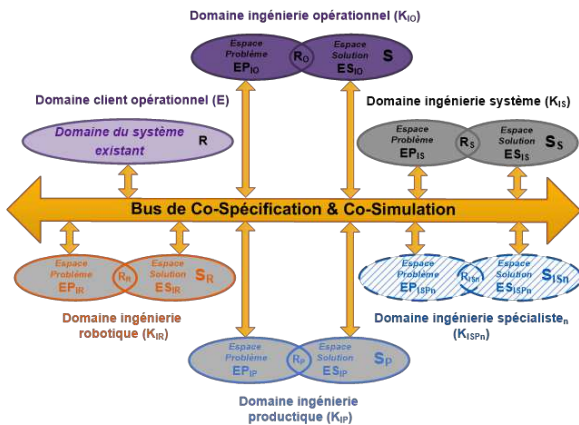 Domaine ingénierie opérationnel (KIO)
Espace Problème EPIO
RO
Espace Solution ESIO
S
Domaine client opérationnel (E)
Domaine du système existant
R
Domaine ingénierie système (KIS)
Espace Problème EPIS
RS
Espace Solution ESIS
SS
Bus de Co-Spécification & Co-Simulation
Espace Problème EPIR
RR
Espace Solution ESIR
SR
Domaine ingénierie
robotique (KIR)
Espace Problème EPISPn
RISn
Espace Solution ESISPn
SISn
Domaine ingénierie spécialisten
(KISPn)
Espace Problème EPIP
RP
Espace Solution ESIP
SP
Domaine ingénierie
productique (KIP)